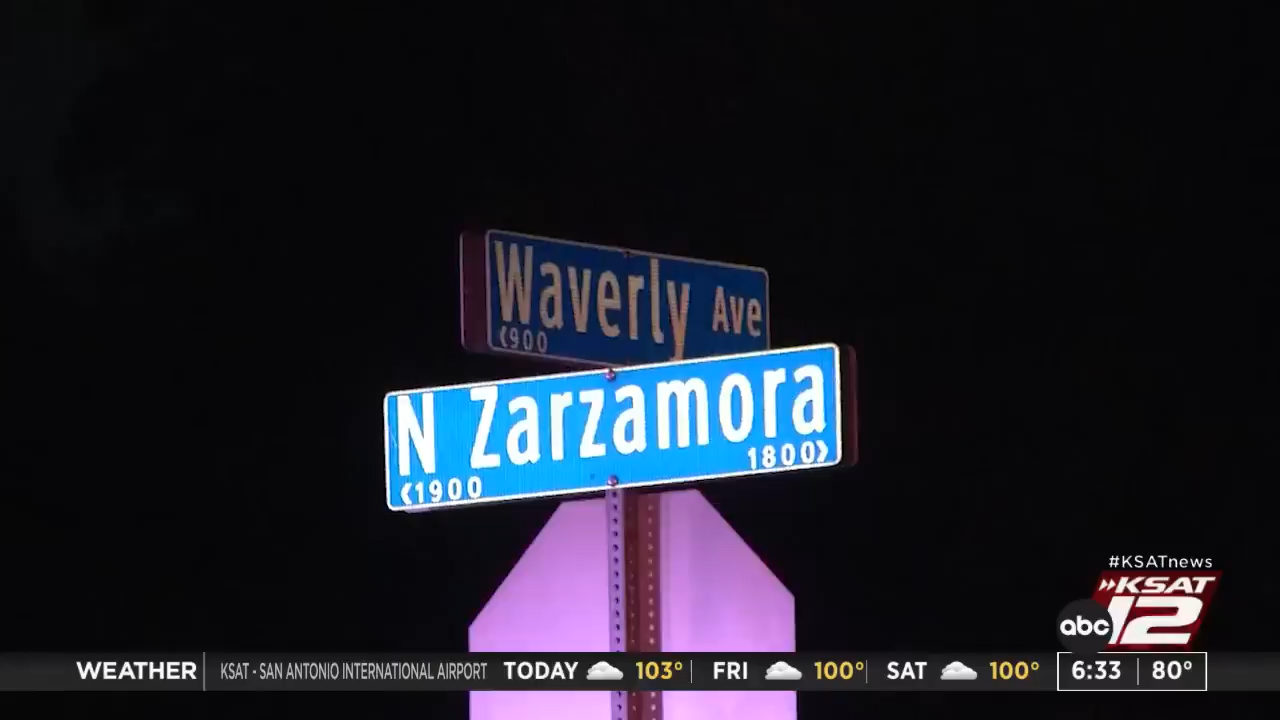 Waverly Ave
‹900
N Zarzamora
‹1900 1800›
#KSATnews
KSAT
abc 12
WEATHER KSAT - SAN ANTONIO INTERNATIONAL AIRPORT TODAY 103° FRI 100° SAT 100° 6:33 80°